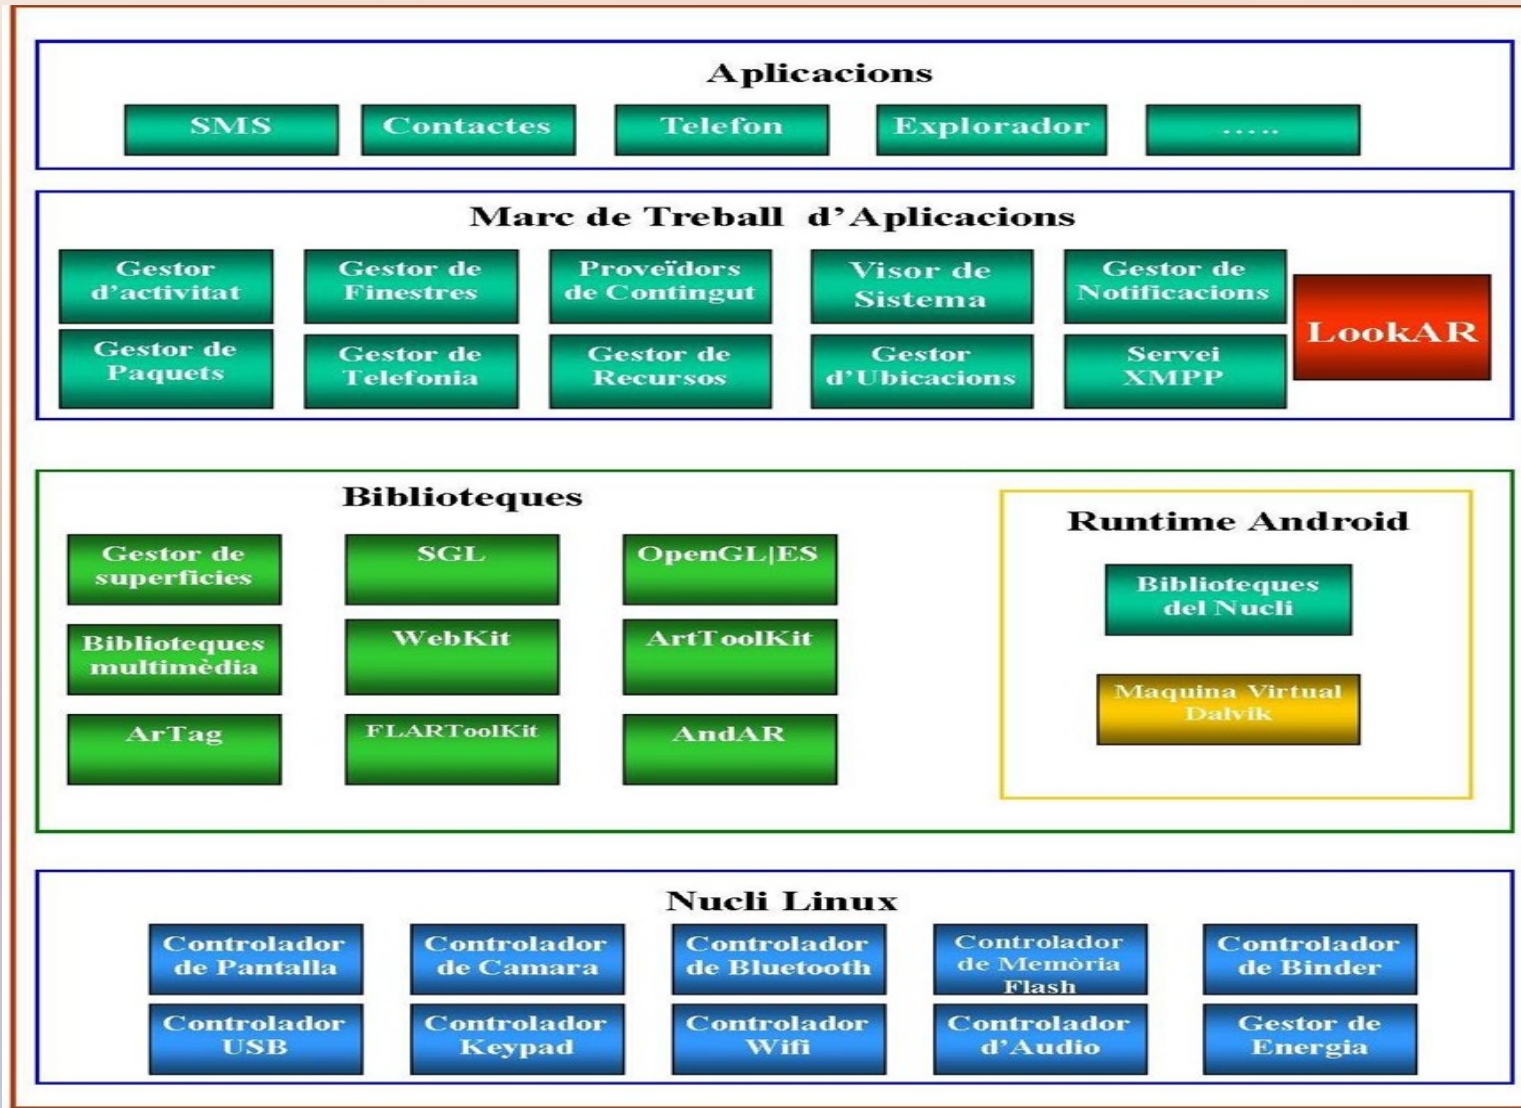 Aplicacions
SMS
Contactes
Telefon
Explorador
.....
Marc de Treball d'Aplicacions
Gestor
d'activitat
Gestor de
Finestres
Proveïdors
de Contingut
Visor de
Sistema
Gestor de
Notificacions
LookAR
Gestor de
Paquets
Gestor de
Telefonia
Gestor de
Recursos
Gestor
d'Ubicacions
Servei
XMPP
Biblioteques
Gestor de
superficies
SGL
OpenGL|ES
Biblioteques
multimèdia
WebKit
ArtToolKit
ArTag
FLARToolKit
AndAR
Runtime Android
Biblioteques
del Nucli
Maquina Virtual
Dalvik
Nucli Linux
Controlador
de Pantalla
Controlador
de Camara
Controlador
de Bluetooth
Controlador
de Memòria
Flash
Controlador
de Binder
Controlador
USB
Controlador
Keypad
Controlador
Wifi
Controlador
d'Audio
Gestor de
Energia